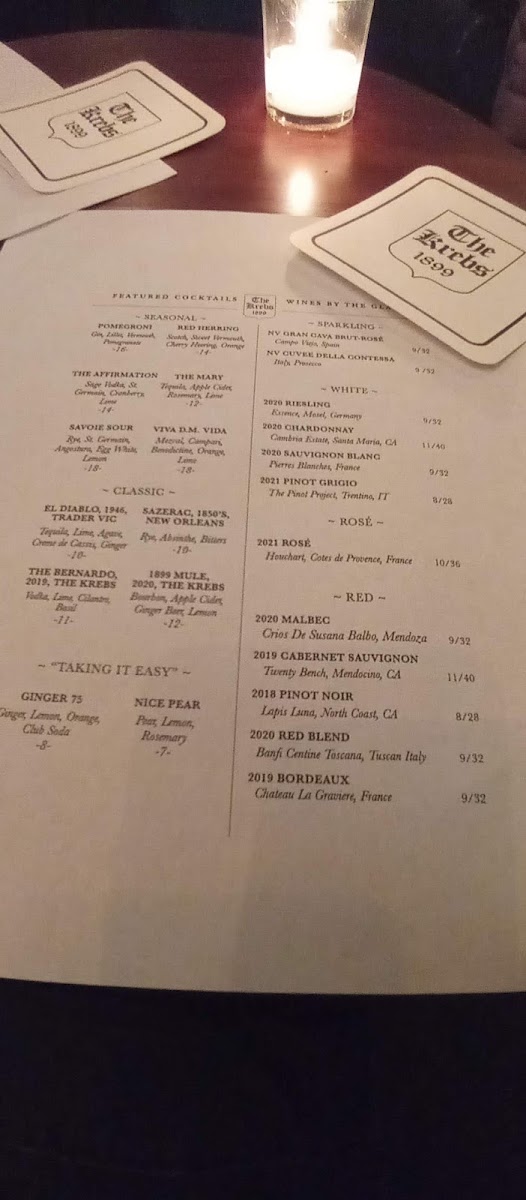 The
Krebs
1899
The
Krebs
1899
FEATURED COCKTAILS
The
Krebs
1899
WINES BY THE GLA
~ SEASONAL ~
POMEGRONI
Gin, Lillet, Vermouth,
Pomegranate
-16-
RED HERRING
Scotch, Sweet Vermouth,
Cherry Heering, Orange
-14-
THE AFFIRMATION
Sage Vodka, St.
Germain, Cranberry,
Lime
-14-
THE MARY
Tequila, Apple Cider,
Rosemary, Lime
-12-
SAVOIE SOUR
Rye, St. Germain,
Angostura, Egg White,
Lemon
-18-
VIVA D.M. VIDA
Mezcal, Campari,
Benedictine, Orange,
Lime
-18-
~ CLASSIC ~
EL DIABLO, 1946,
TRADER VIC
Tequila, Lime, Agave,
Creme de Cassis, Ginger
-10-
SAZERAC, 1850'S,
NEW ORLEANS
Rye, Absinthe, Bitters
-10-
THE BERNARDO,
2019, THE KREBS
Vodka, Lime, Cilantro,
Basil
-11-
1899 MULE,
2020, THE KREBS
Bourbon, Apple Cider,
Ginger Beer, Lemon
-12-
~ "TAKING IT EASY" ~
GINGER 75
Ginger, Lemon, Orange,
Club Soda
-8-
NICE PEAR
Pear, Lemon,
Rosemary
-7-
~ SPARKLING ~
NV GRAN CAVA BRUT-ROSÉ
Campo Viejo, Spain 9/32
NV CUVEE DELLA CONTESSA
Italy, Prosecco 9/32
~ WHITE ~
2020 RIESLING
Essence, Mosel, Germany 9/32
2020 CHARDONNAY
Cambria Estate, Santa Maria, CA 11/40
2020 SAUVIGNON BLANC
Pierres Blanches, France 9/32
2021 PINOT GRIGIO
The Pinot Project, Trentino, IT 8/28
~ ROSÉ ~
2021 ROSÉ
Houchart, Cotes de Provence, France 10/36
~ RED ~
2020 MALBEC
Crios De Susana Balbo, Mendoza 9/32
2019 CABERNET SAUVIGNON
Twenty Bench, Mendocino, CA 11/40
2018 PINOT NOIR
Lapis Luna, North Coast, CA 8/28
2020 RED BLEND
Banfi Centine Toscana, Tuscan Italy 9/32
2019 BORDEAUX
Chateau La Graviere, France 9/32